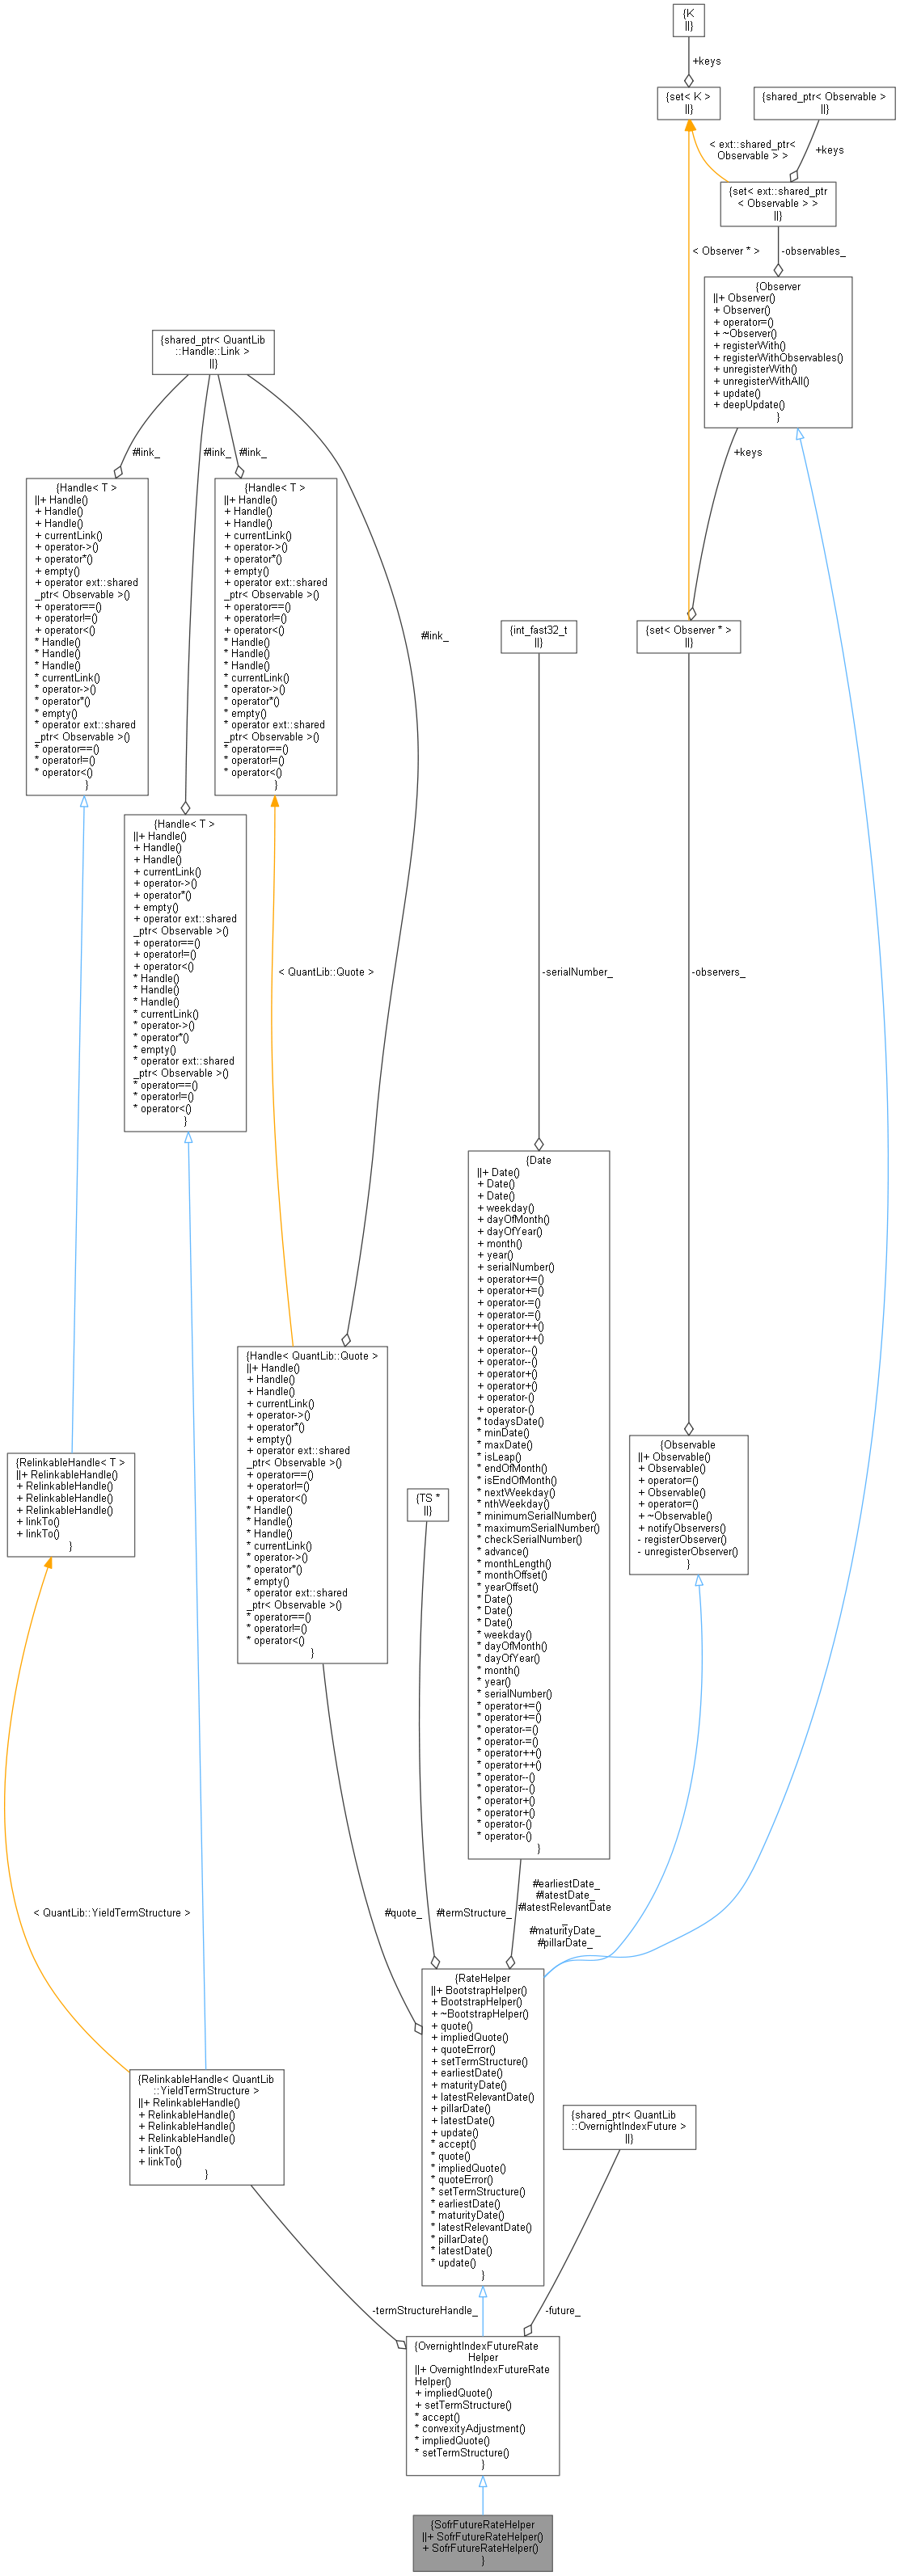 {K
||}
+keys
{set< K >
||}
{shared_ptr< Observable >
||}
< ext::shared_ptr<
Observable > >
+keys
{set< ext::shared_ptr
< Observable > >
||}
< Observer * >
-observables_
{Observer
||+ Observer()
+ Observer()
+ operator=()
+ ~Observer()
+ registerWith()
+ registerWithObservables()
+ unregisterWith()
+ unregisterWithAll()
+ update()
+ deepUpdate()
}
{shared_ptr< QuantLib
::Handle::Link >
||}
#link_
#link_
#link_
+keys
{Handle< T >
||+ Handle()
+ Handle()
+ Handle()
+ currentLink()
+ operator->()
+ operator*()
+ empty()
+ operator ext::shared
_ptr< Observable >()
+ operator==()
+ operator!=()
+ operator<()
* Handle()
* Handle()
* Handle()
* currentLink()
* operator->()
* operator*()
* empty()
* operator ext::shared
_ptr< Observable >()
* operator==()
* operator!=()
* operator<()
}
{Handle< T >
||+ Handle()
+ Handle()
+ Handle()
+ currentLink()
+ operator->()
+ operator*()
+ empty()
+ operator ext::shared
_ptr< Observable >()
+ operator==()
+ operator!=()
+ operator<()
* Handle()
* Handle()
* Handle()
* currentLink()
* operator->()
* operator*()
* empty()
* operator ext::shared
_ptr< Observable >()
* operator==()
* operator!=()
* operator<()
}
#link_
{int_fast32_t
||}
{set< Observer * >
||}
{Handle< T >
||+ Handle()
+ Handle()
+ Handle()
+ currentLink()
+ operator->()
+ operator*()
+ empty()
+ operator ext::shared
_ptr< Observable >()
+ operator==()
+ operator!=()
+ operator<()
* Handle()
* Handle()
* Handle()
* currentLink()
* operator->()
* operator*()
* empty()
* operator ext::shared
_ptr< Observable >()
* operator==()
* operator!=()
* operator<()
}
< QuantLib::Quote >
-serialNumber_
-observers_
{Date
||+ Date()
+ Date()
+ Date()
+ weekday()
+ dayOfMonth()
+ dayOfYear()
+ month()
+ year()
+ serialNumber()
+ operator+=()
+ operator+=()
+ operator-=()
+ operator-=()
+ operator++()
+ operator++()
+ operator--()
+ operator--()
+ operator+()
+ operator+()
+ operator-()
+ operator-()
* todaysDate()
* minDate()
* maxDate()
* isLeap()
* endOfMonth()
* isEndOfMonth()
* nextWeekday()
* nthWeekday()
* minimumSerialNumber()
* maximumSerialNumber()
* checkSerialNumber()
* advance()
* monthLength()
* monthOffset()
* yearOffset()
* Date()
* Date()
* Date()
* weekday()
* dayOfMonth()
* dayOfYear()
* month()
* year()
* serialNumber()
* operator+=()
* operator+=()
* operator-=()
* operator-=()
* operator++()
* operator++()
* operator--()
* operator--()
* operator+()
* operator+()
* operator-()
* operator-()
}
{Handle< QuantLib::Quote >
||+ Handle()
+ Handle()
+ Handle()
+ currentLink()
+ operator->()
+ operator*()
+ empty()
+ operator ext::shared
_ptr< Observable >()
+ operator==()
+ operator!=()
+ operator<()
* Handle()
* Handle()
* Handle()
* currentLink()
* operator->()
* operator*()
* empty()
* operator ext::shared
_ptr< Observable >()
* operator==()
* operator!=()
* operator<()
}
{Observable
||+ Observable()
+ Observable()
+ operator=()
+ Observable()
+ operator=()
+ ~Observable()
+ notifyObservers()
- registerObserver()
- unregisterObserver()
}
{RelinkableHandle< T >
||+ RelinkableHandle()
+ RelinkableHandle()
+ RelinkableHandle()
+ RelinkableHandle()
+ linkTo()
+ linkTo()
}
{TS *
||}
< QuantLib::YieldTermStructure >
#quote_
#termStructure_
#earliestDate_
#latestDate_
#latestRelevantDate
_
#maturityDate_
#pillarDate_
{RateHelper
||+ BootstrapHelper()
+ BootstrapHelper()
+ ~BootstrapHelper()
+ quote()
+ impliedQuote()
+ quoteError()
+ setTermStructure()
+ earliestDate()
+ maturityDate()
+ latestRelevantDate()
+ pillarDate()
+ latestDate()
+ update()
* accept()
* quote()
* impliedQuote()
* quoteError()
* setTermStructure()
* earliestDate()
* maturityDate()
* latestRelevantDate()
* pillarDate()
* latestDate()
* update()
}
{RelinkableHandle< QuantLib
::YieldTermStructure >
||+ RelinkableHandle()
+ RelinkableHandle()
+ RelinkableHandle()
+ RelinkableHandle()
+ linkTo()
+ linkTo()
}
{shared_ptr< QuantLib
::OvernightIndexFuture >
||}
-termStructureHandle_
-future_
{OvernightIndexFutureRate
Helper
||+ OvernightIndexFutureRate
Helper()
+ impliedQuote()
+ setTermStructure()
* accept()
* convexityAdjustment()
* impliedQuote()
* setTermStructure()
}
{SofrFutureRateHelper
||+ SofrFutureRateHelper()
+ SofrFutureRateHelper()
}